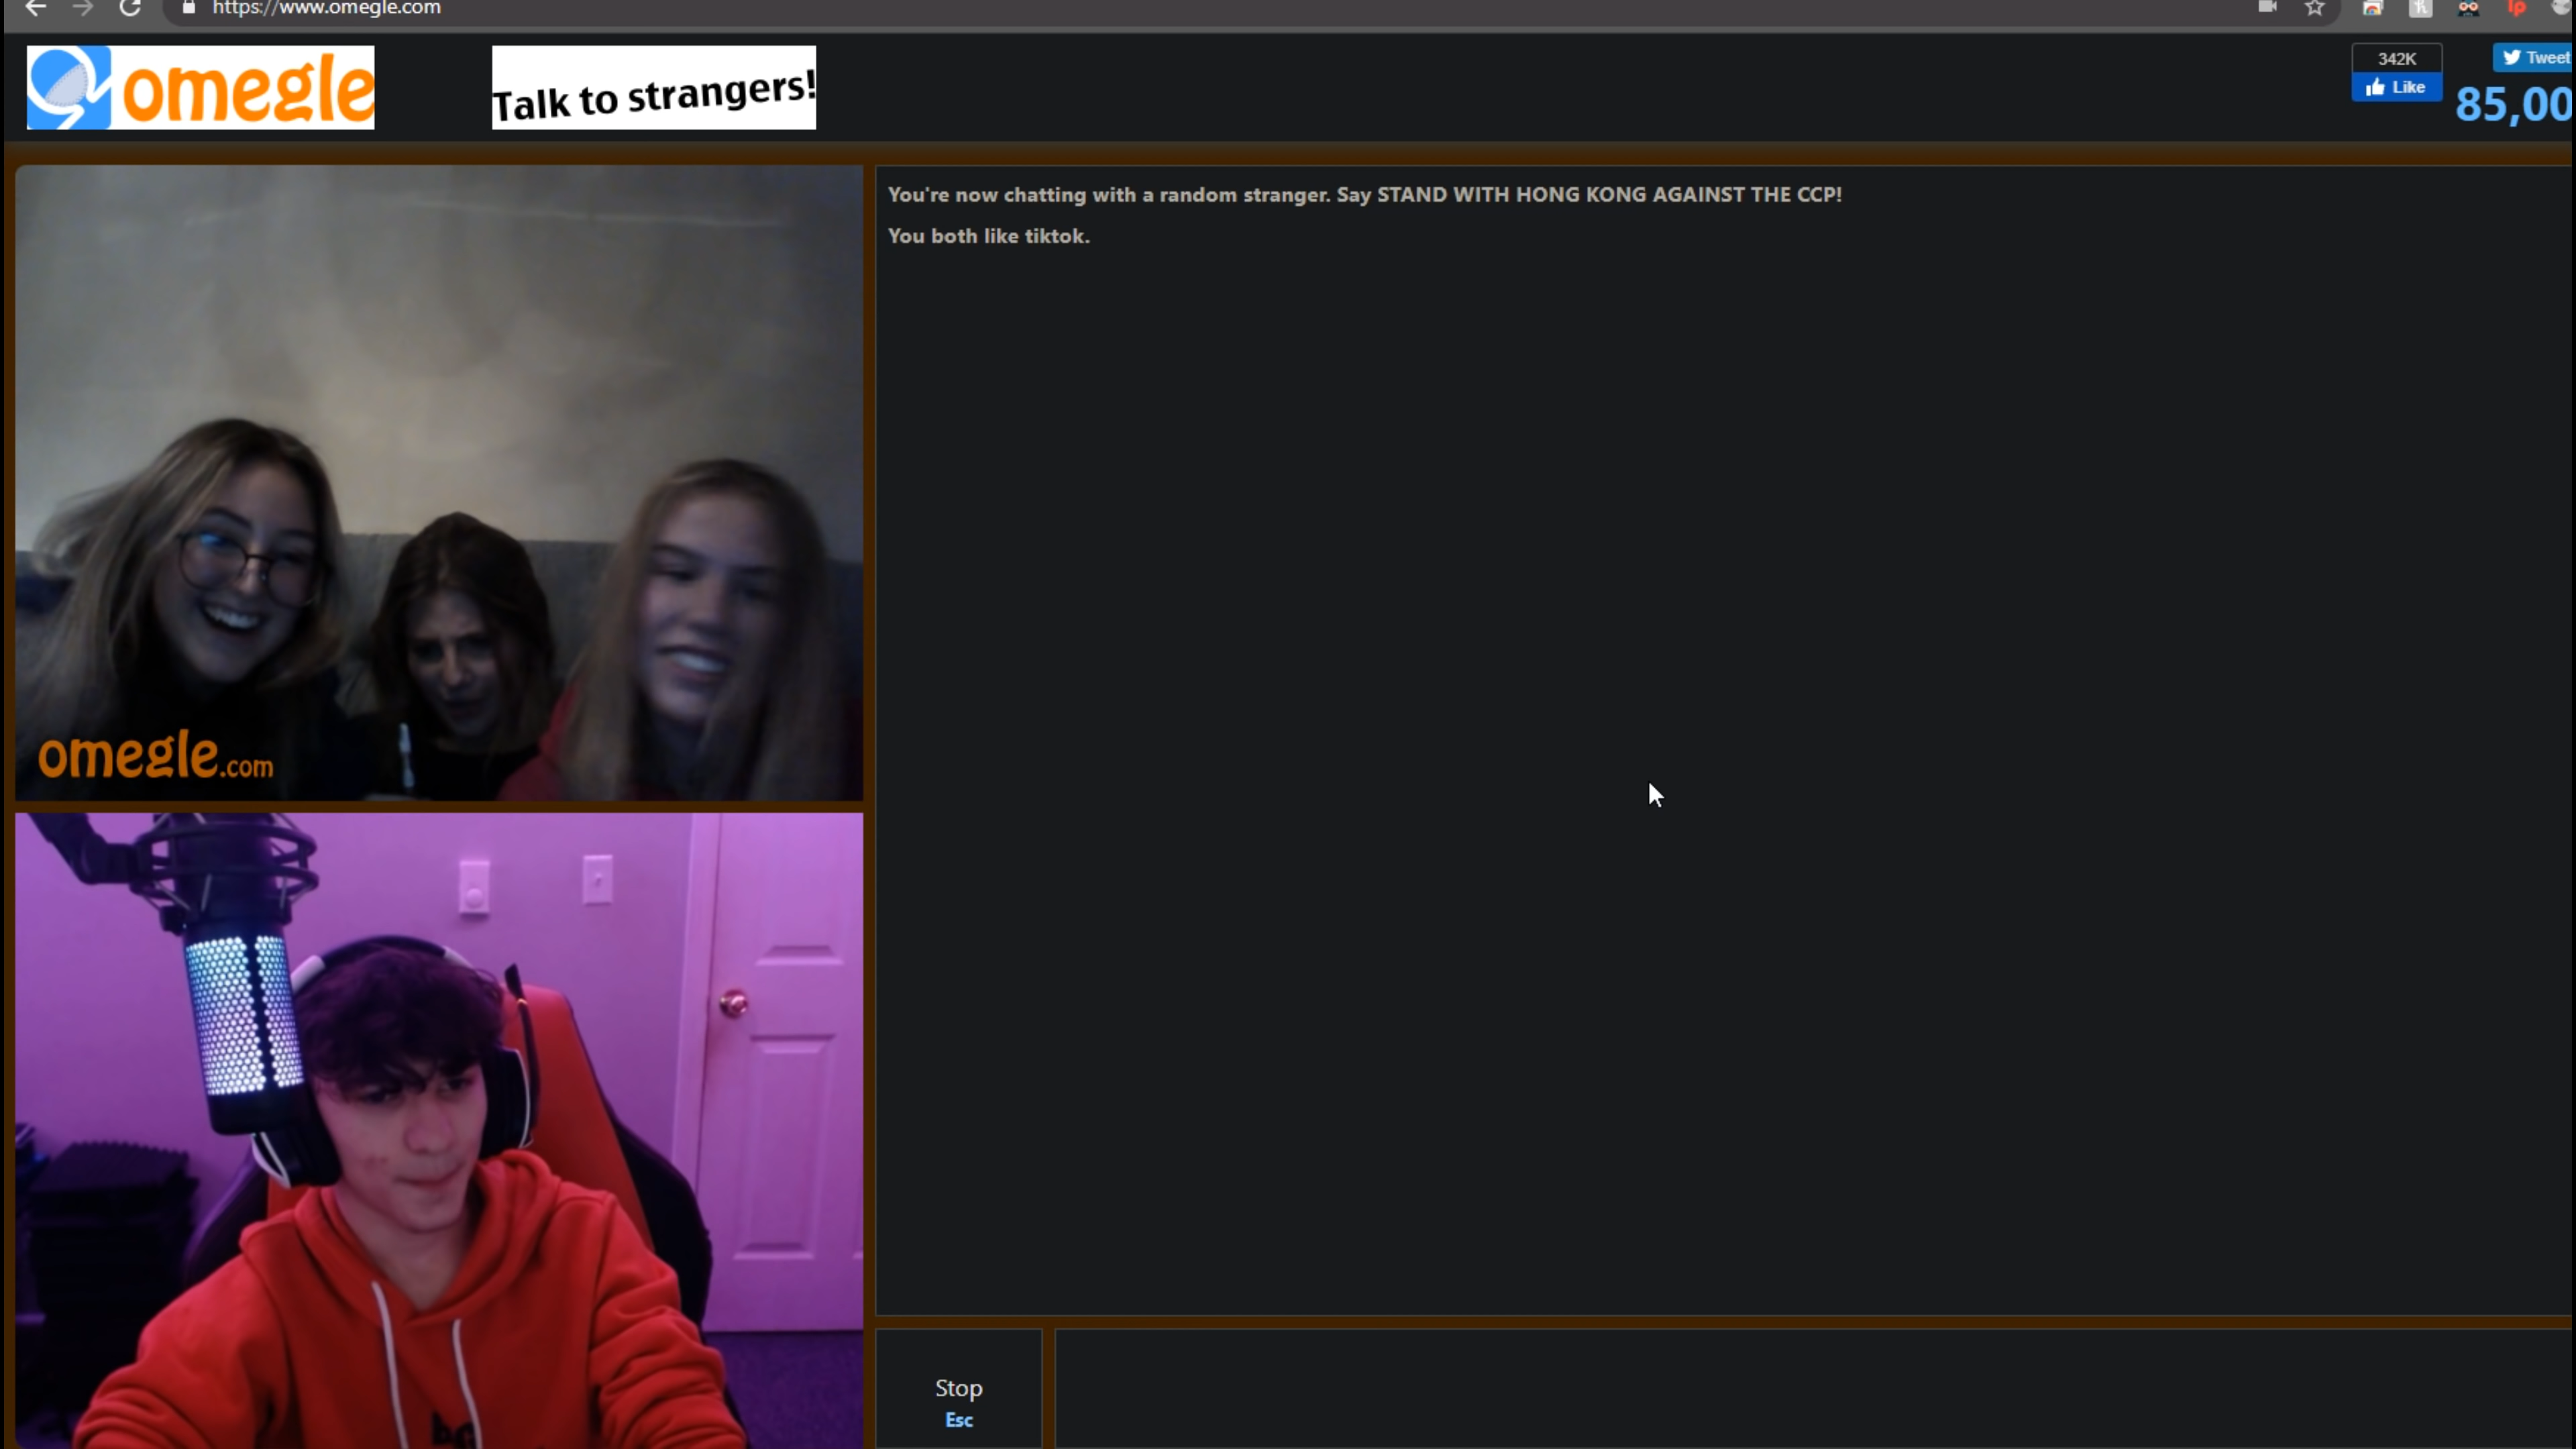 https://www.omegle.com
omegle
Talk to strangers!
342K
Like
Tweet
85,00
You're now chatting with a random stranger. Say STAND WITH HONG KONG AGAINST THE CCP!
You both like tiktok.
omegle.com
Stop
Esc